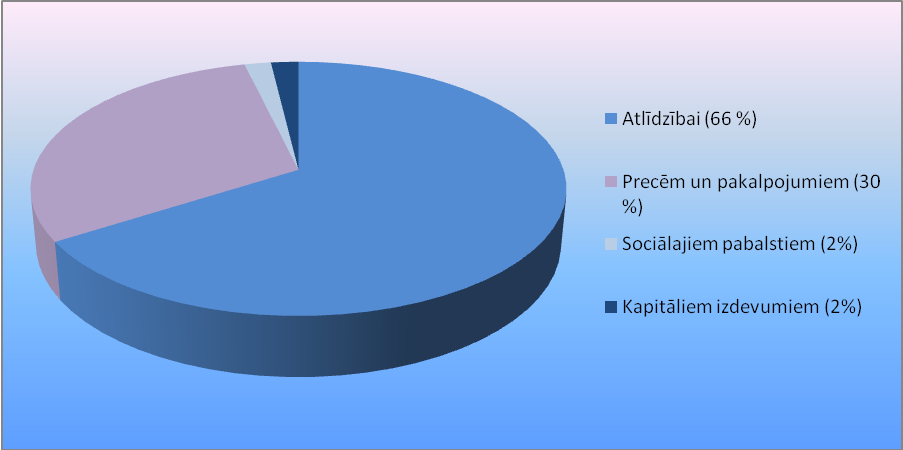 Atlīdzībai (66 %)
Precēm un pakalpojumiem (30
%)
Sociālajiem pabalstiem (2%)
Kapitāliem izdevumiem (2%)